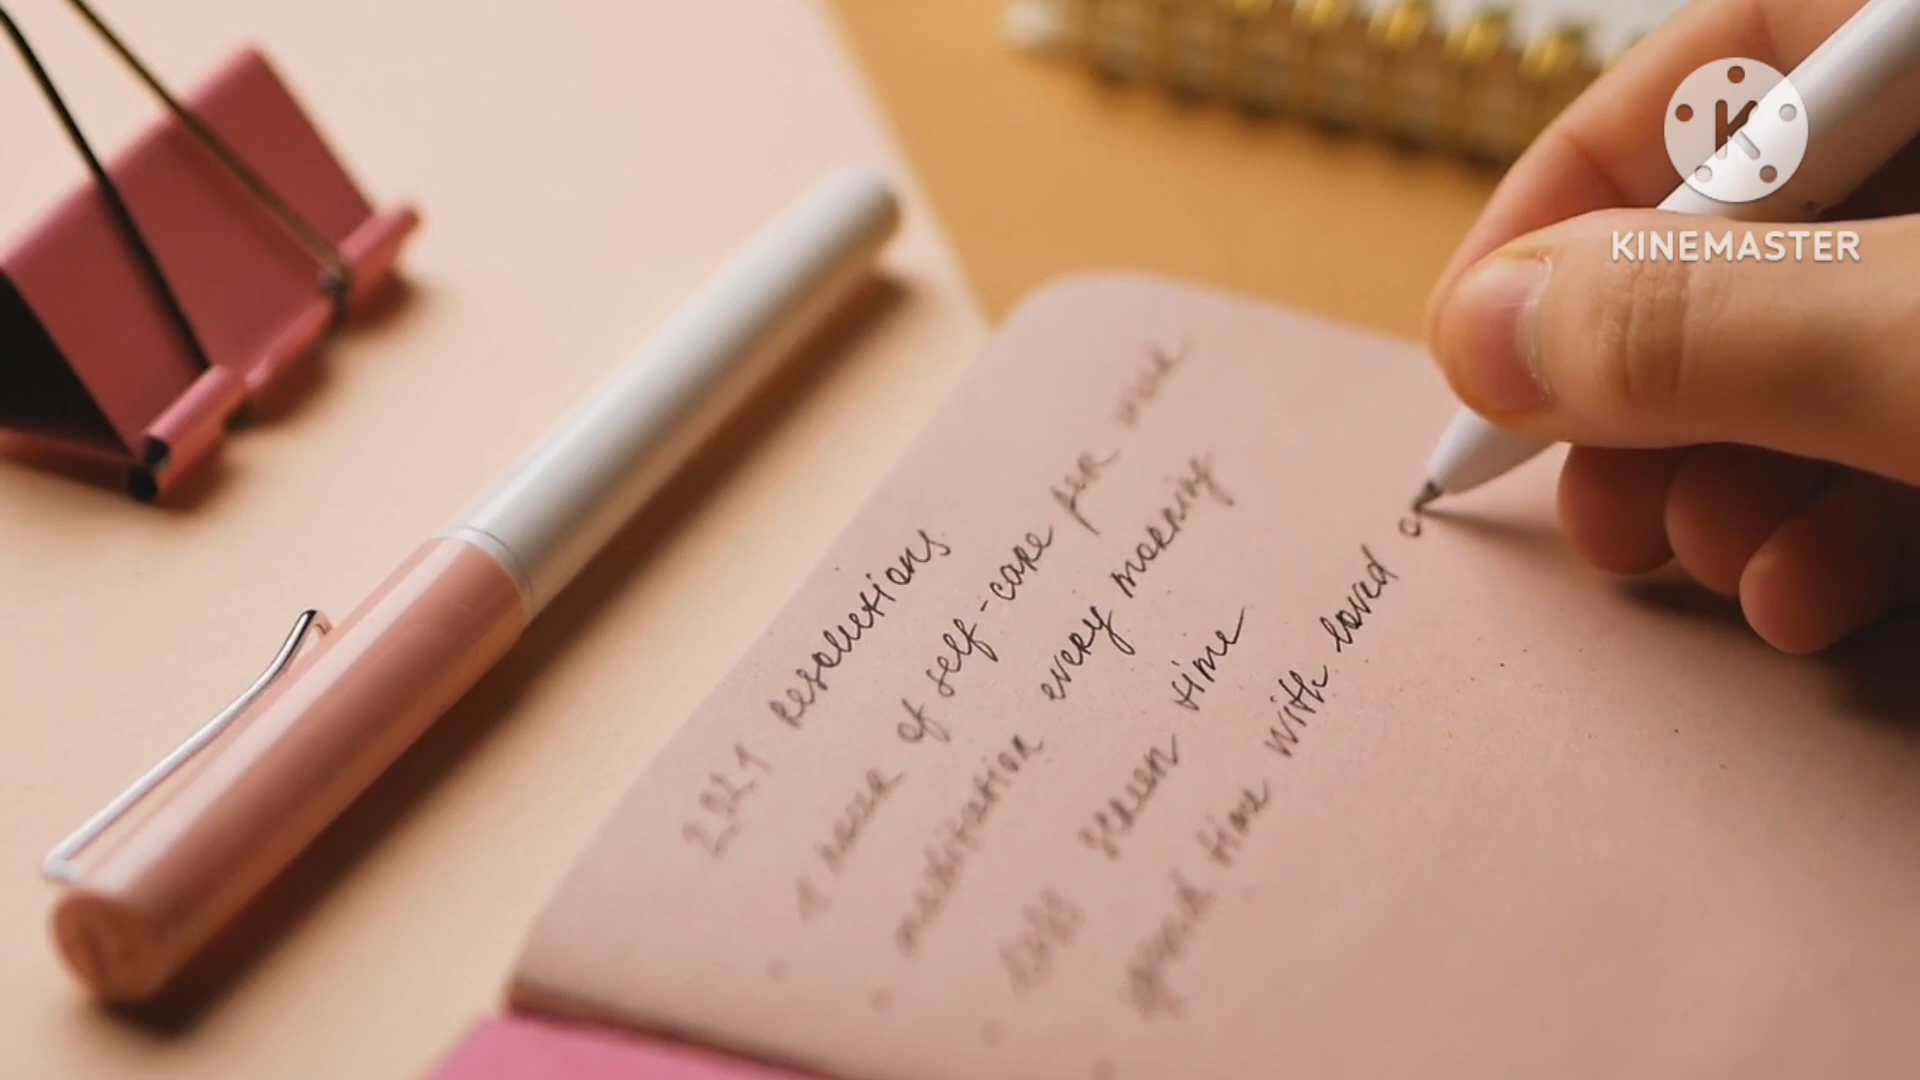 2021 resolutions
1 hour of self-care per week
meditation every morning
less screen time
spend time with loved o
KINEMASTER